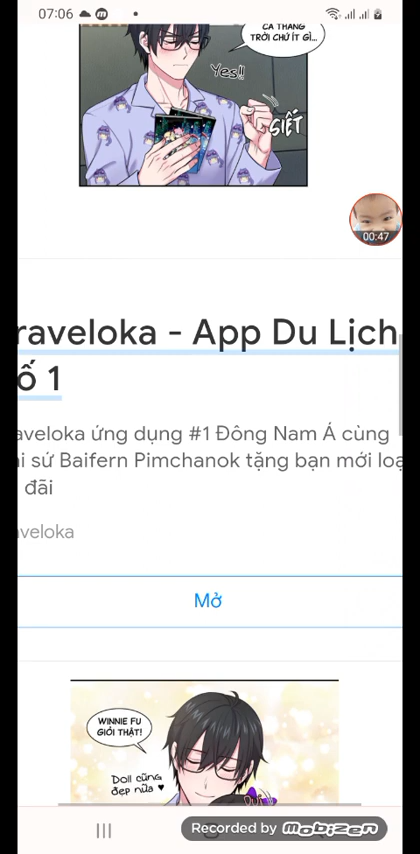 07:06
CẢ THÁNG
TRỜI CHỨ ÍT GÌ...
Yes!!
SIẾT
00:47
raveloka - App Du Lịch
ố 1
aveloka ứng dụng #1 Đông Nam Á cùng
ại sứ Baifern Pimchanok tặng bạn mới loạ
đãi
aveloka
Mở
WINNIE FU
GIỎI THẬT!
Doll cũng
đẹp nữa ♥
Recorded by mobizen